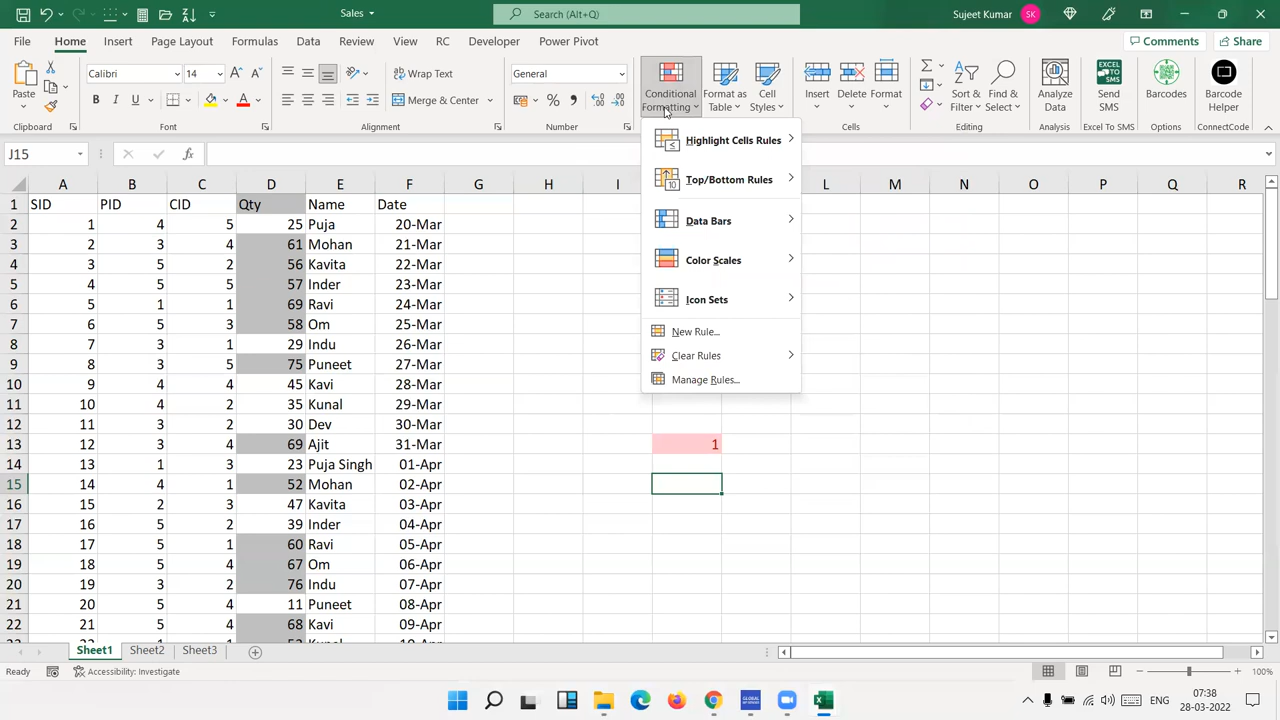 Sales
Search (Alt+Q)
Sujeet Kumar
SK
File Home Insert Page Layout Formulas Data Review View RC Developer Power Pivot
Comments Share
Paste
Calibri 14
Wrap Text
General
Conditional Formatting
Format as Table
Cell Styles
Insert
Delete
Format
Sort & Filter
Find & Select
Analyze Data
Send SMS
Barcodes
Barcode Helper
B I U
Merge & Center
Clipboard Font Alignment Number Cells Editing Analysis Excel To SMS Options ConnectCode
J15
fx
Highlight Cells Rules
Top/Bottom Rules
Data Bars
Color Scales
Icon Sets
New Rule...
Clear Rules
Manage Rules...
A B C D E F G H I L M N O P Q R
1 SID PID CID Qty Name Date
2 1 4 5 25 Puja 20-Mar
3 2 3 4 61 Mohan 21-Mar
4 3 5 2 56 Kavita 22-Mar
5 4 5 5 57 Inder 23-Mar
6 5 1 1 69 Ravi 24-Mar
7 6 5 3 58 Om 25-Mar
8 7 3 1 29 Indu 26-Mar
9 8 3 5 75 Puneet 27-Mar
10 9 4 4 45 Kavi 28-Mar
11 10 4 2 35 Kunal 29-Mar
12 11 3 2 30 Dev 30-Mar
13 12 3 4 69 Ajit 31-Mar 1
14 13 1 3 23 Puja Singh 01-Apr
15 14 4 1 52 Mohan 02-Apr
16 15 2 3 47 Kavita 03-Apr
17 16 5 2 39 Inder 04-Apr
18 17 5 1 60 Ravi 05-Apr
19 18 5 4 67 Om 06-Apr
20 19 3 2 76 Indu 07-Apr
21 20 5 4 11 Puneet 08-Apr
22 21 5 4 68 Kavi 09-Apr
Sheet1 Sheet2 Sheet3
Ready Accessibility: Investigate 100%
ENG
07:38
28-03-2022